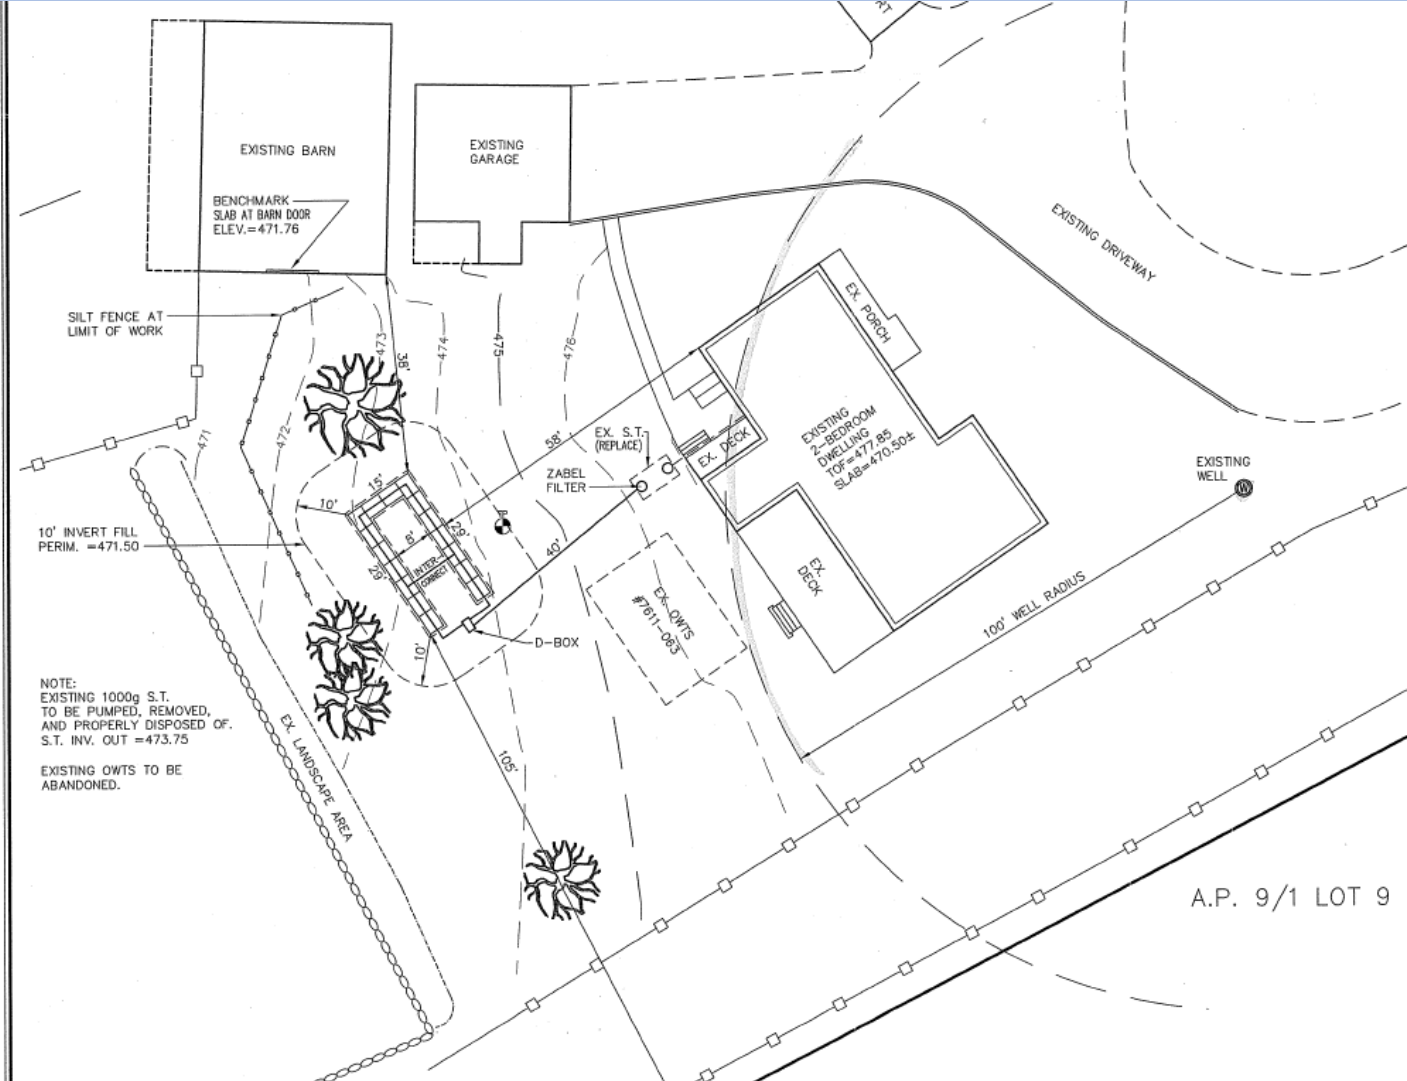 RT
EXISTING BARN
EXISTING
GARAGE
BENCHMARK
SLAB AT BARN DOOR
ELEV.=471.76
EXISTING DRIVEWAY
SILT FENCE AT
LIMIT OF WORK
EX. PORCH
473
474
475
476
38'
472
471
58'
EX. S.T.
(REPLACE)
EX. DECK
EXISTING
2-BEDROOM
DWELLING
TOF=477.85
SLAB=470.50±
ZABEL
FILTER
EXISTING
WELL
W
15'
10'
10' INVERT FILL
PERIM. =471.50
8'
29'
29'
INTER-
CONNECT
40'
EX.
DECK
EX. OWTS
#7611-063
100' WELL RADIUS
D-BOX
10'
NOTE:
EXISTING 1000g S.T.
TO BE PUMPED, REMOVED,
AND PROPERLY DISPOSED OF.
S.T. INV. OUT =473.75
EXISTING OWTS TO BE
ABANDONED.
EX. LANDSCAPE AREA
105'
A.P. 9/1 LOT 9